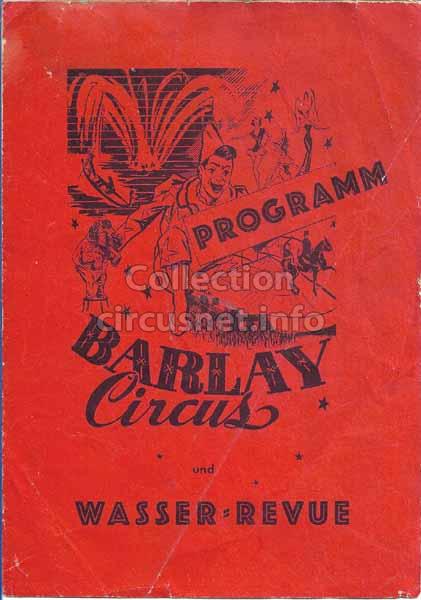 PROGRAMM
Collection
circusnet.info
BARLAY
Circus
und
WASSER=REVUE